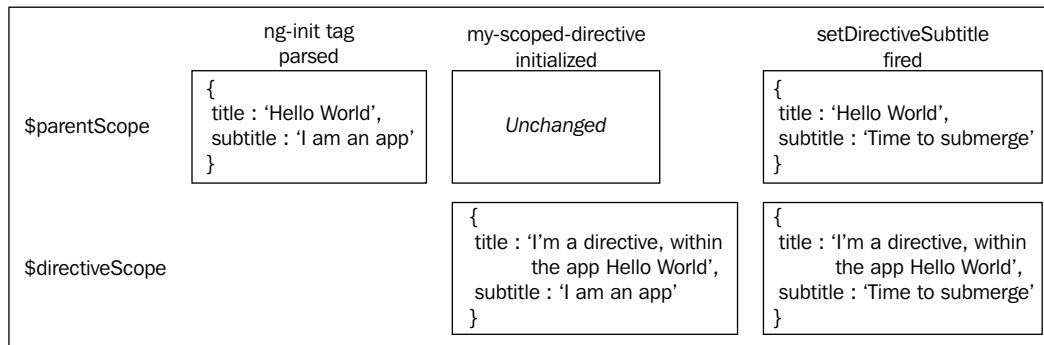 ng-init tag
parsed
my-scoped-directive
initialized
setDirectiveSubtitle
fired
$parentScope
{
title : ‘Hello World’,
subtitle : ‘I am an app’
}
Unchanged
{
title : ‘Hello World’,
subtitle : ‘Time to submerge’
}
$directiveScope
{
title : ‘I’m a directive, within
the app Hello World’,
subtitle : ‘I am an app’
}
{
title : ‘I’m a directive, within
the app Hello World’,
subtitle : ‘Time to submerge’
}